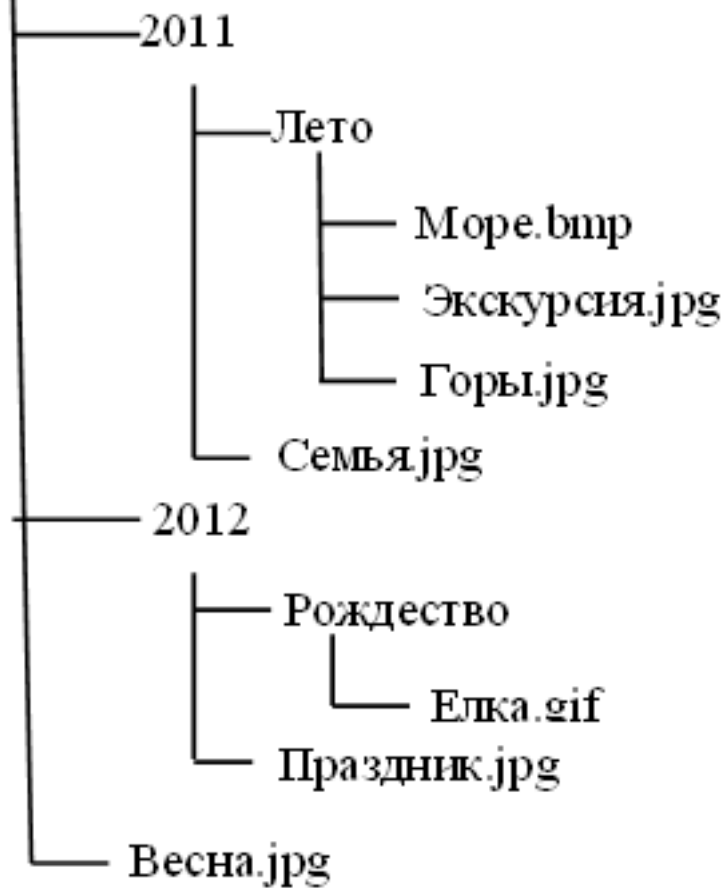 2011
Лето
Море.bmp
Экскурсия.jpg
Горы.jpg
Семья.jpg
2012
Рождество
Елка.gif
Праздник.jpg
Весна.jpg